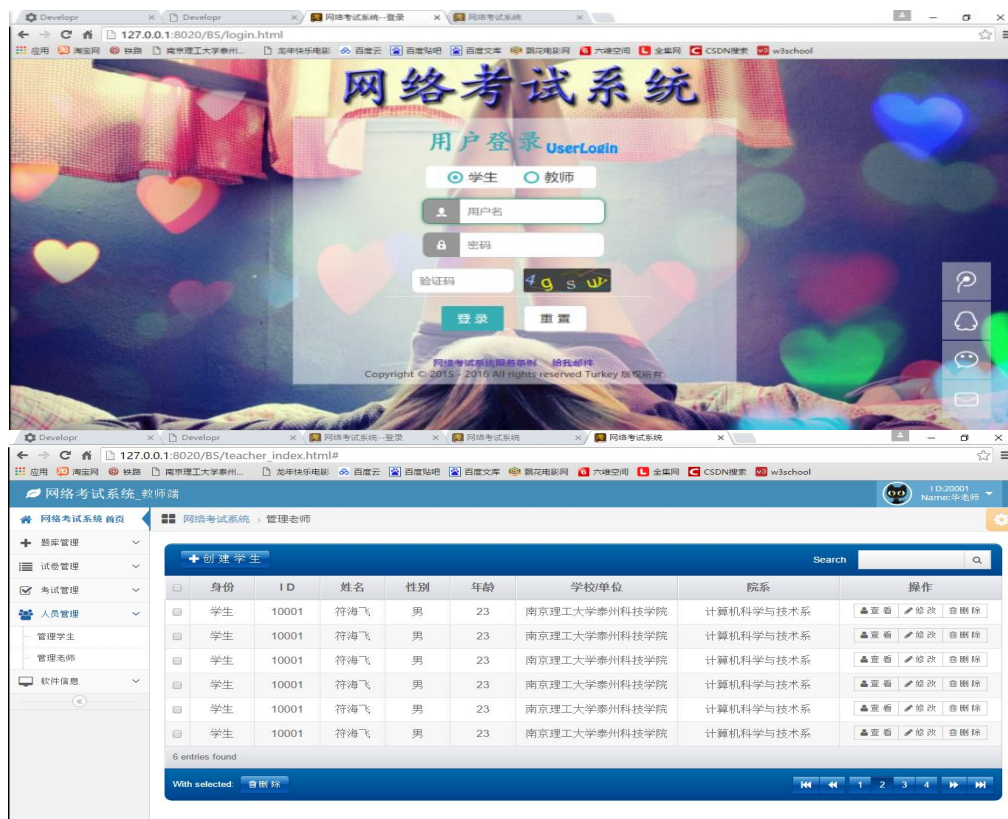 Developr
Developr
网络考试系统--登录
网络考试系统
127.0.0.1:8020/BS/login.html
应用 淘宝网 铁路 南京理工大学泰州... 龙年快乐电影 百度云 百度贴吧 百度文库 飘花电影网 六维空间 全集网 CSDN搜索 w3school
网络考试系统
用户登录 UserLogin
学生 教师
用户名
密码
验证码 4gsw
登录 重置
网络考试系统服务条例 给我邮件
Copyright © 2015 - 2016 All rights reserved Turkey 版权所有
Developr
Developr
网络考试系统--登录
网络考试系统
网络考试系统
127.0.0.1:8020/BS/teacher_index.html#
应用 淘宝网 铁路 南京理工大学泰州... 龙年快乐电影 百度云 百度贴吧 百度文库 飘花电影网 六维空间 全集网 CSDN搜索 w3school
网络考试系统_教师端
ID:20001
Name:华老师
网络考试系统 首页
网络考试系统 › 管理老师
题库管理
试卷管理
考试管理
人员管理
管理学生
管理老师
软件信息
创建学生 Search
身份 ID 姓名 性别 年龄 学校/单位 院系 操作
学生 10001 符海飞 男 23 南京理工大学泰州科技学院 计算机科学与技术系 查看 修改 删除
学生 10001 符海飞 男 23 南京理工大学泰州科技学院 计算机科学与技术系 查看 修改 删除
学生 10001 符海飞 男 23 南京理工大学泰州科技学院 计算机科学与技术系 查看 修改 删除
学生 10001 符海飞 男 23 南京理工大学泰州科技学院 计算机科学与技术系 查看 修改 删除
学生 10001 符海飞 男 23 南京理工大学泰州科技学院 计算机科学与技术系 查看 修改 删除
学生 10001 符海飞 男 23 南京理工大学泰州科技学院 计算机科学与技术系 查看 修改 删除
6 entries found
With selected: 删除 1 2 3 4